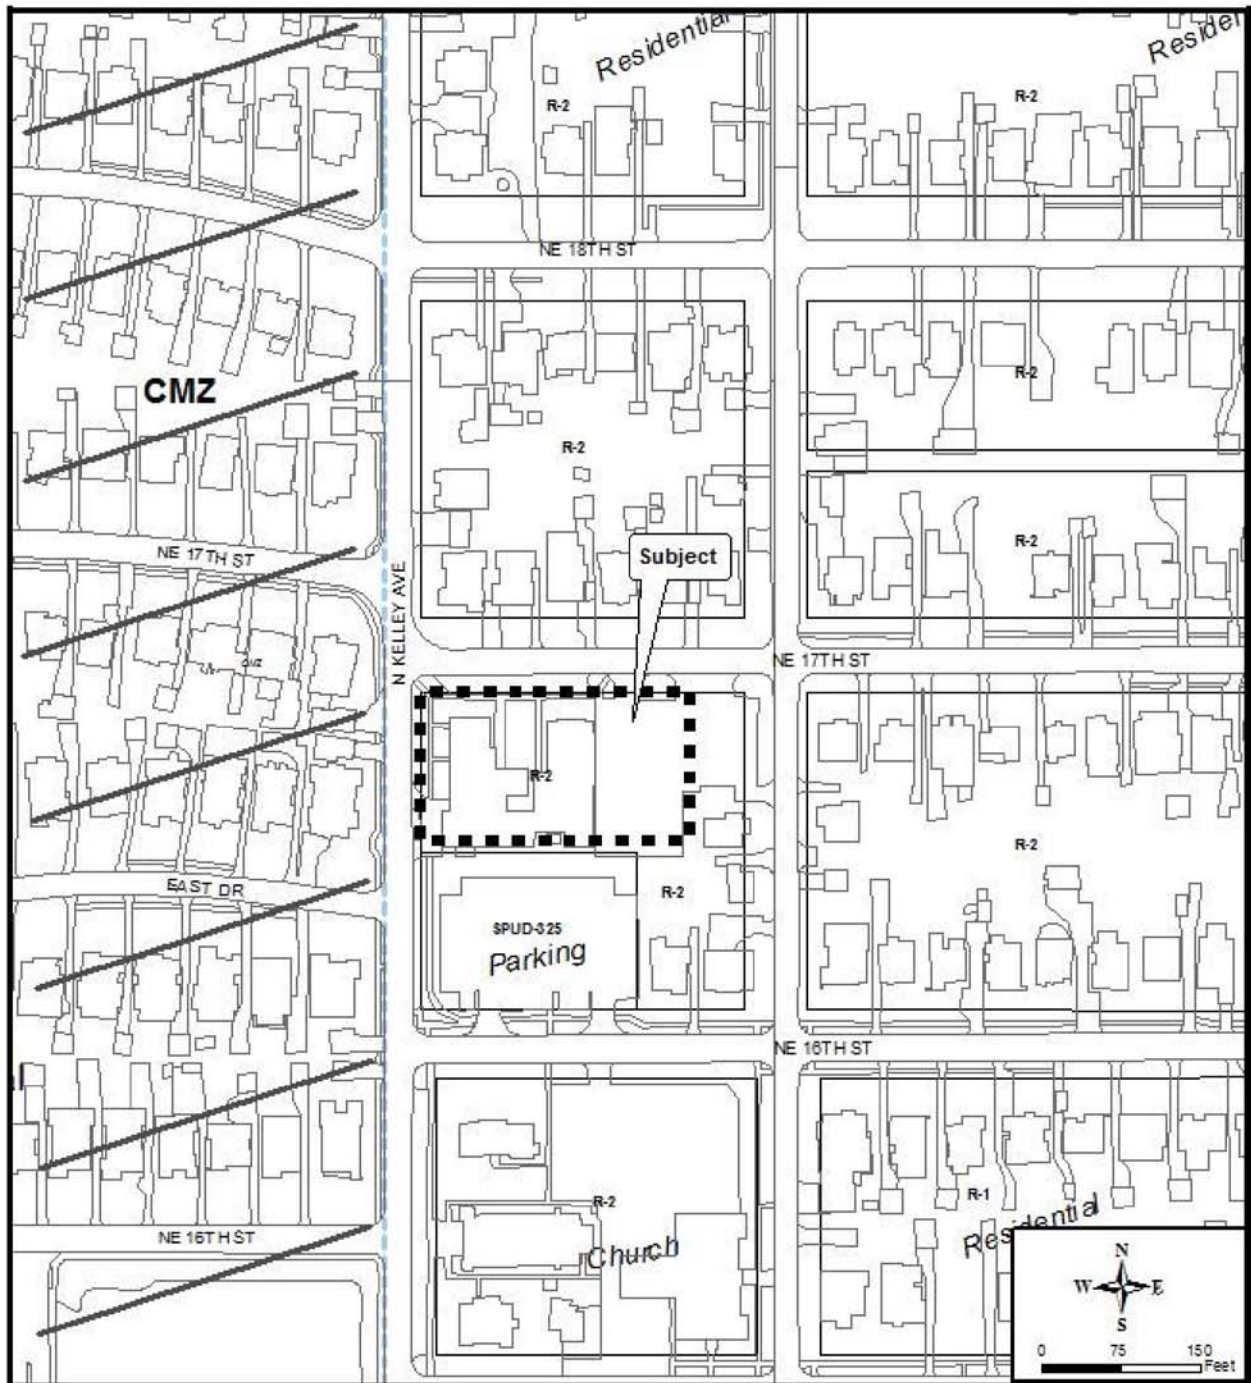 Residential
Resider
R-2
R-2
NE 18TH ST
CMZ
R-2
R-2
R-2
Subject
NE 17TH ST
N KELLEY AVE
CMZ
NE 17TH ST
R-2
R-2
EAST DR
R-2
SPUD-325
Parking
NE 16TH ST
R-2
R-1
Church
Residential
NE 16TH ST
N
W E
S
0 75 150
Feet